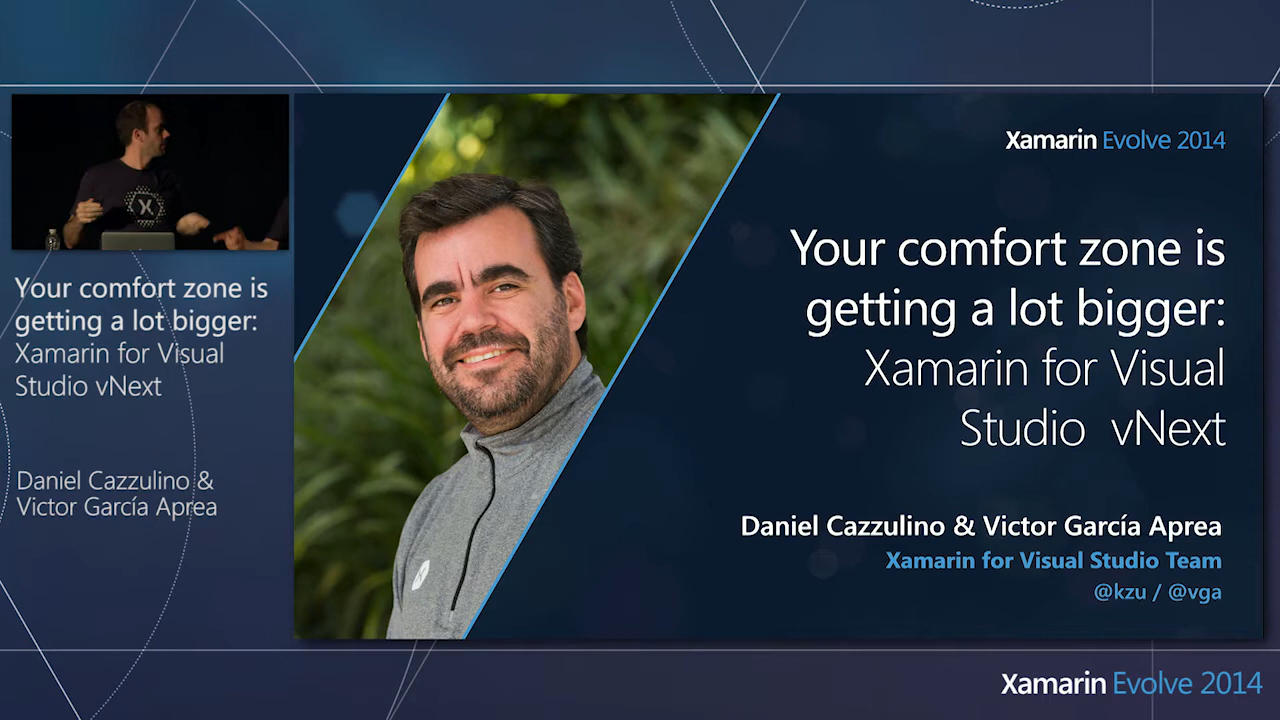 Xamarin Evolve 2014
Your comfort zone is
getting a lot bigger:
Xamarin for Visual
Studio vNext
Daniel Cazzulino & Victor García Aprea
Xamarin for Visual Studio Team
@kzu / @vga
Your comfort zone is
getting a lot bigger:
Xamarin for Visual
Studio vNext
Daniel Cazzulino &
Victor García Aprea
Xamarin Evolve 2014